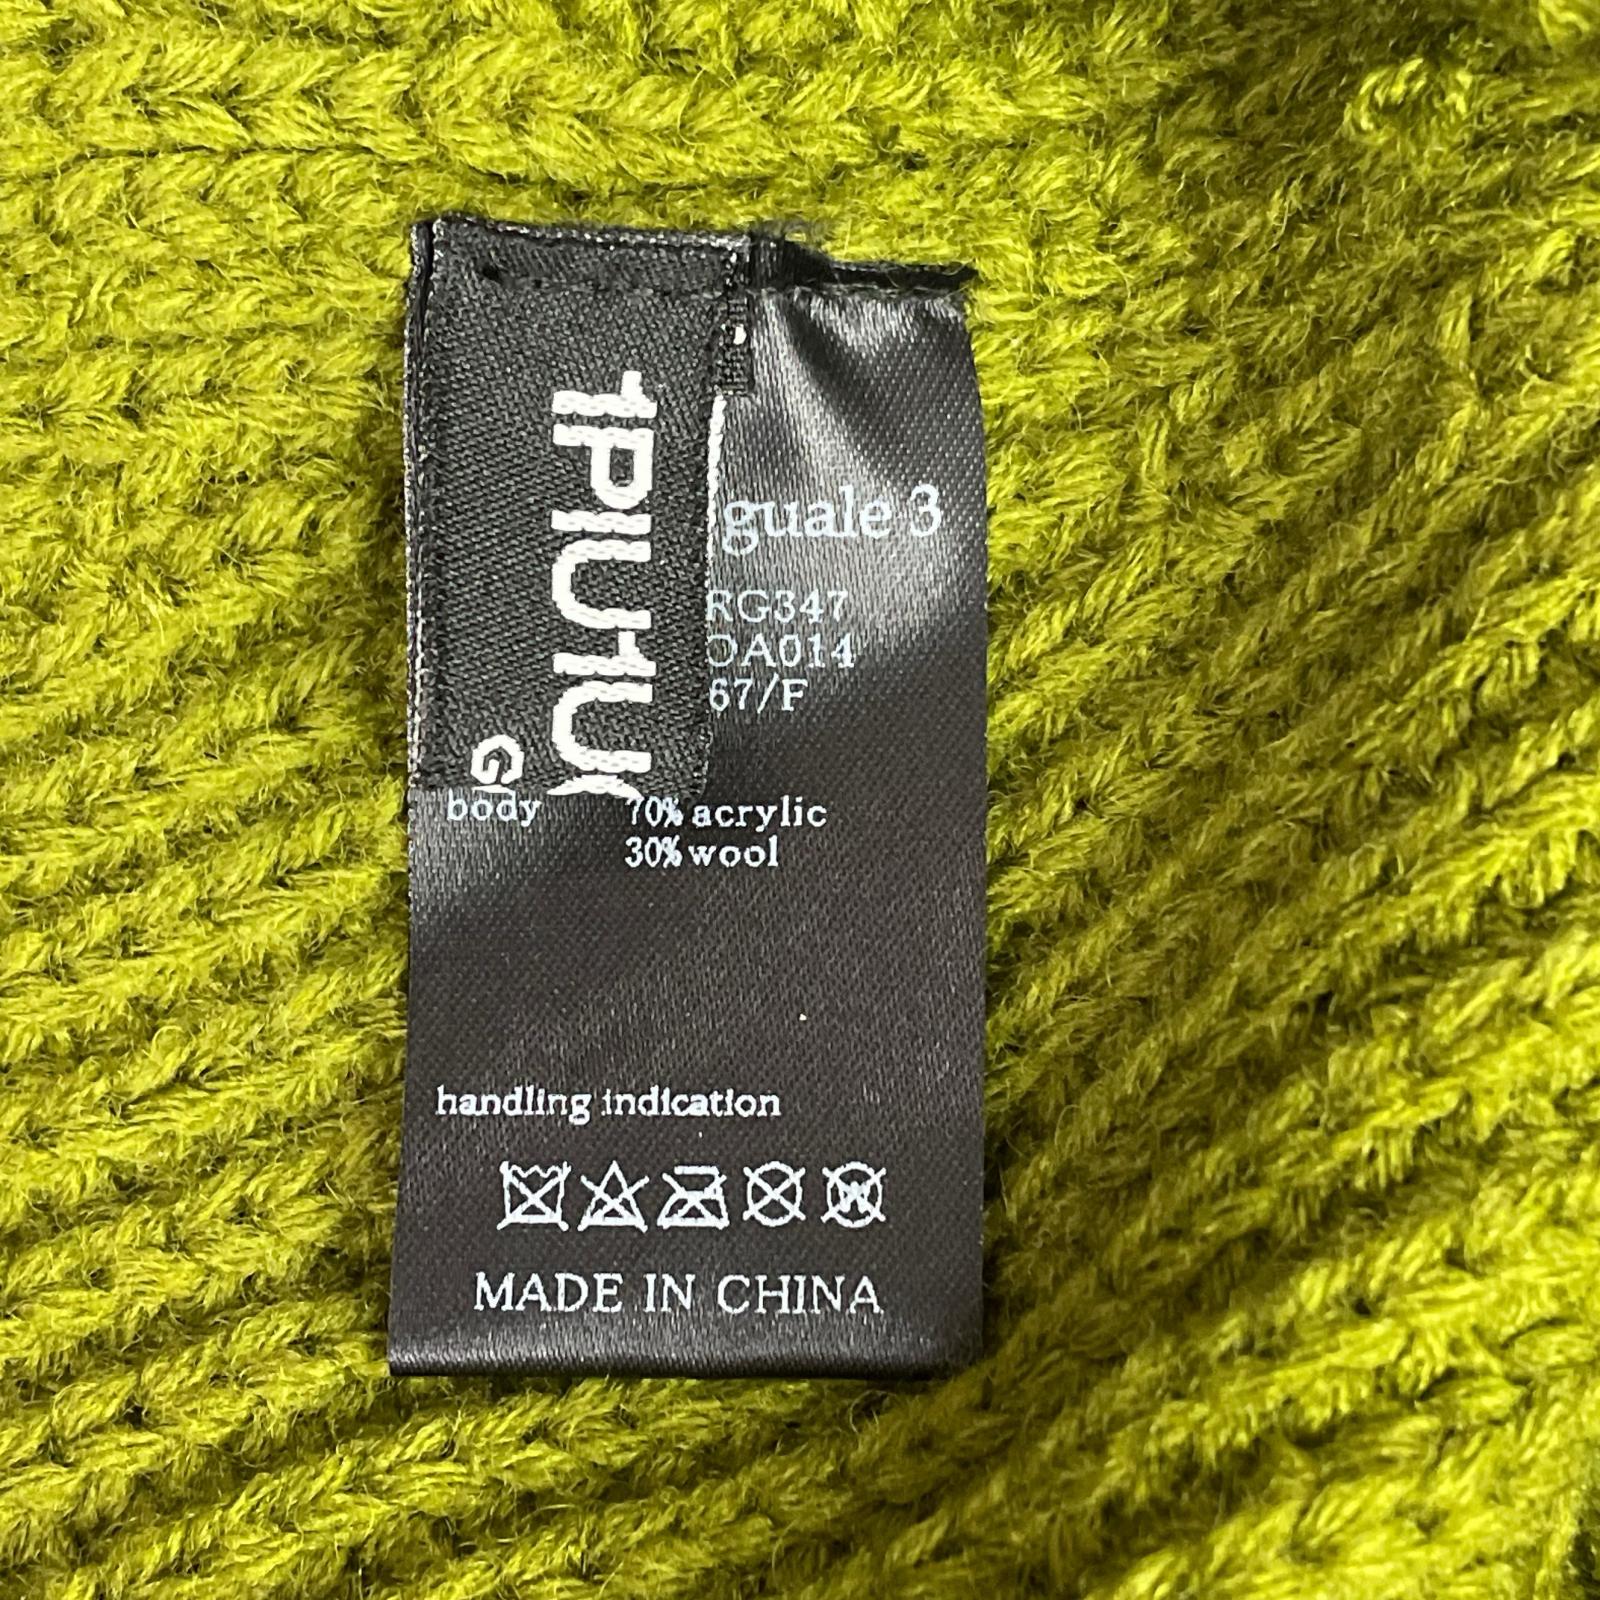 1PIU1U
G
guale 3
RG347
OA014
67/F
body 70% acrylic
30% wool
handling indication
MADE IN CHINA